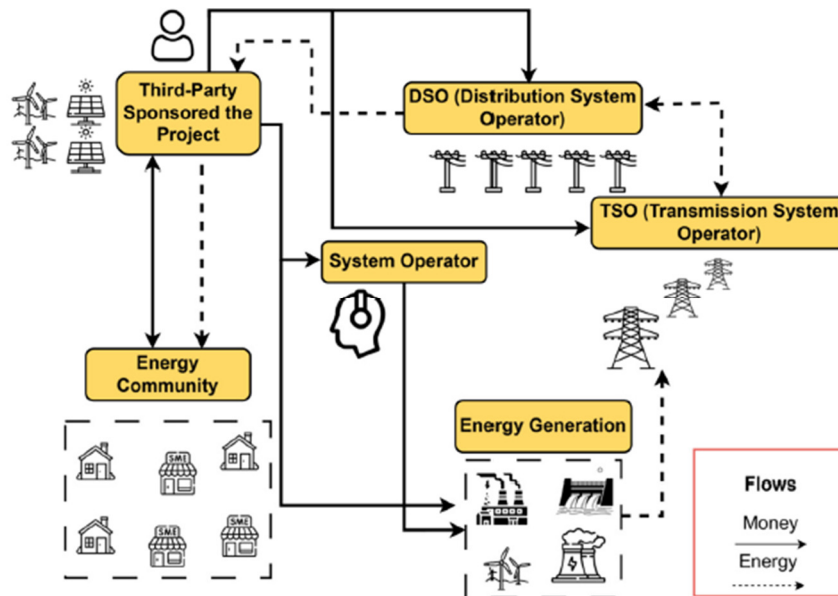 Third-Party
Sponsored the
Project
DSO (Distribution System
Operator)
TSO (Transmission System
Operator)
System Operator
Energy
Community
SME
SME
SME
Energy Generation
Flows
Money
Energy